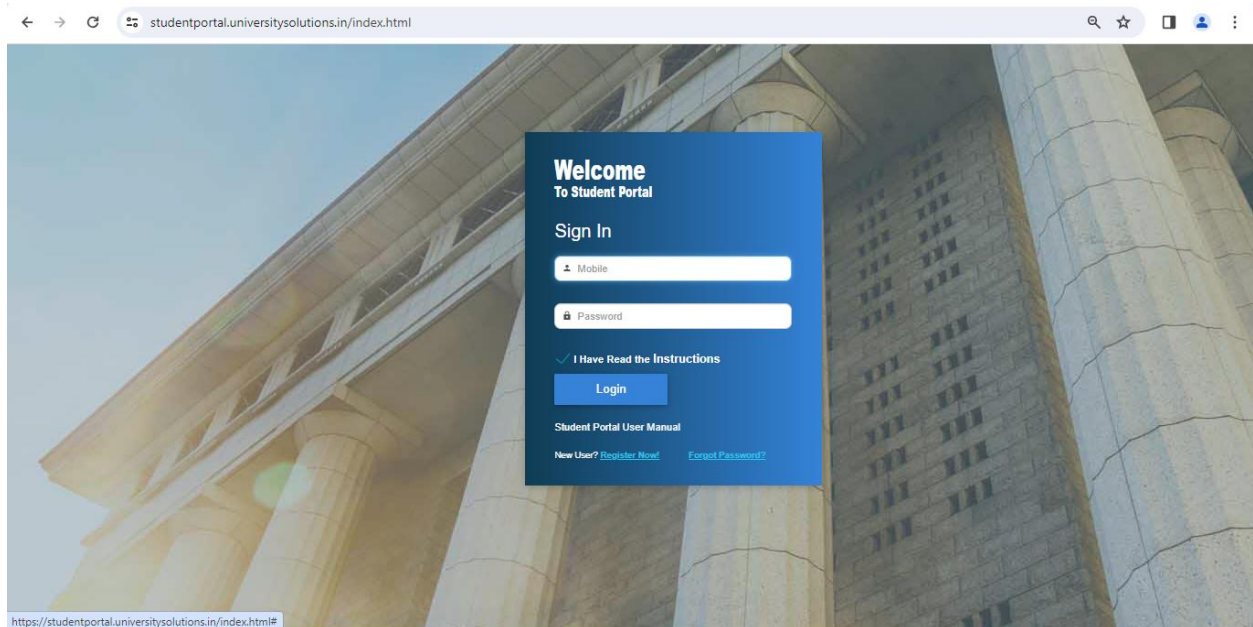 studentportal.universitysolutions.in/index.html
Welcome
To Student Portal
Sign In
Mobile
Password
I Have Read the Instructions
Login
Student Portal User Manual
New User? Register Now! Forgot Password?
https://studentportal.universitysolutions.in/index.html#